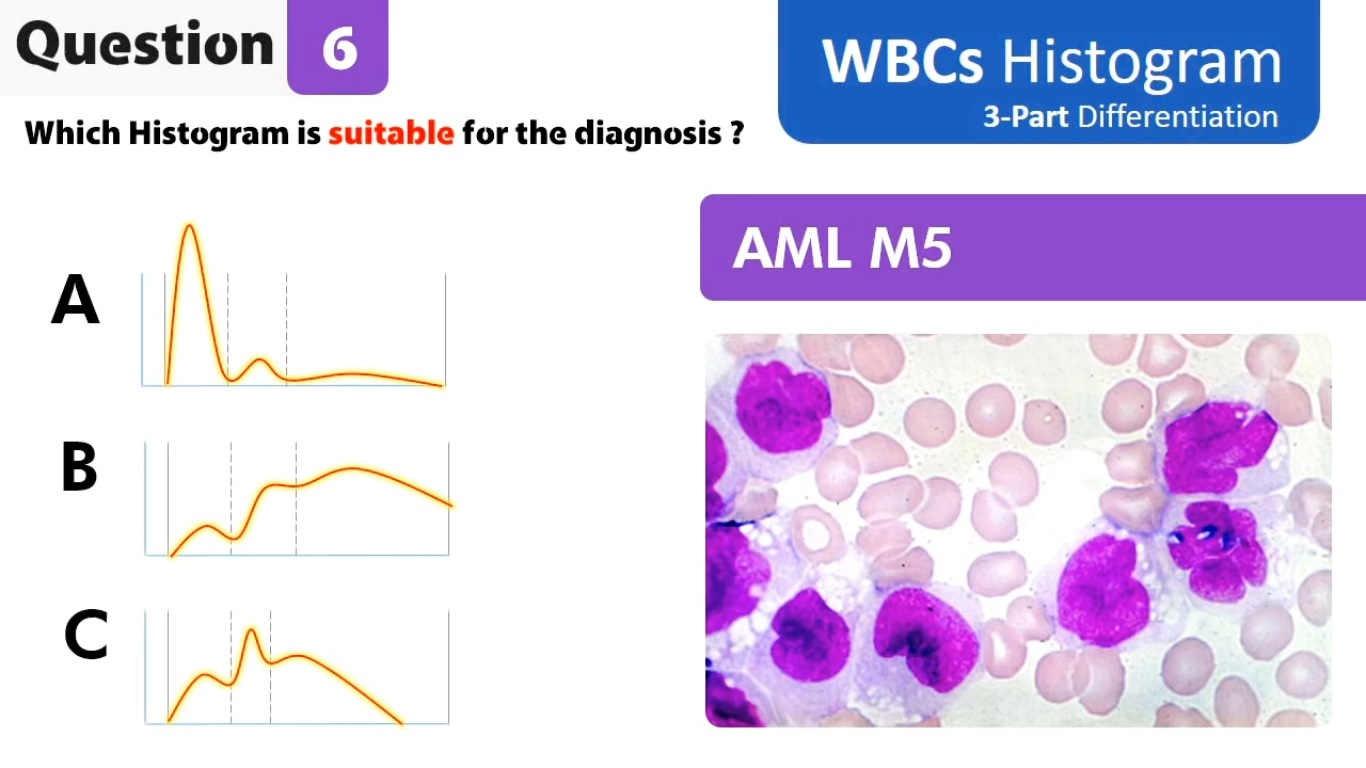 Question 6
WBCs Histogram
3-Part Differentiation
Which Histogram is suitable for the diagnosis ?
AML M5
A
B
C